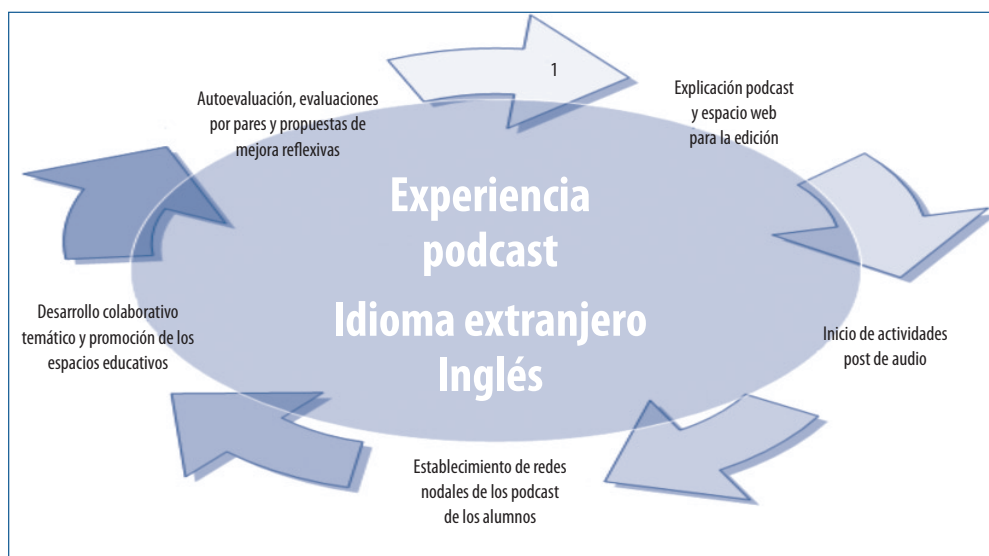 1
Explicación podcast
y espacio web
para la edición
Inicio de actividades
post de audio
Establecimiento de redes
nodales de los podcast
de los alumnos
Desarrollo colaborativo
temático y promoción de los
espacios educativos
Autoevaluación, evaluaciones
por pares y propuestas de
mejora reflexivas
Experiencia
podcast
Idioma extranjero
Inglés